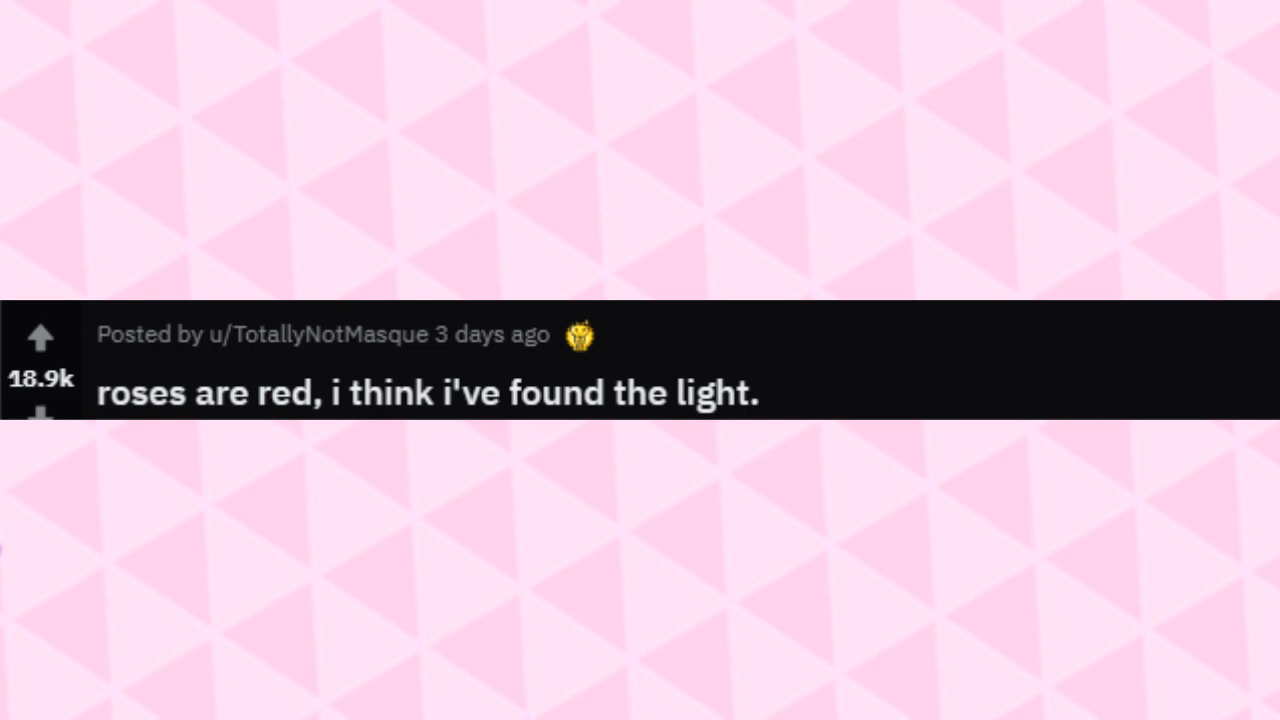 Posted by u/TotallyNotMasque 3 days ago
18.9k
roses are red, i think i've found the light.